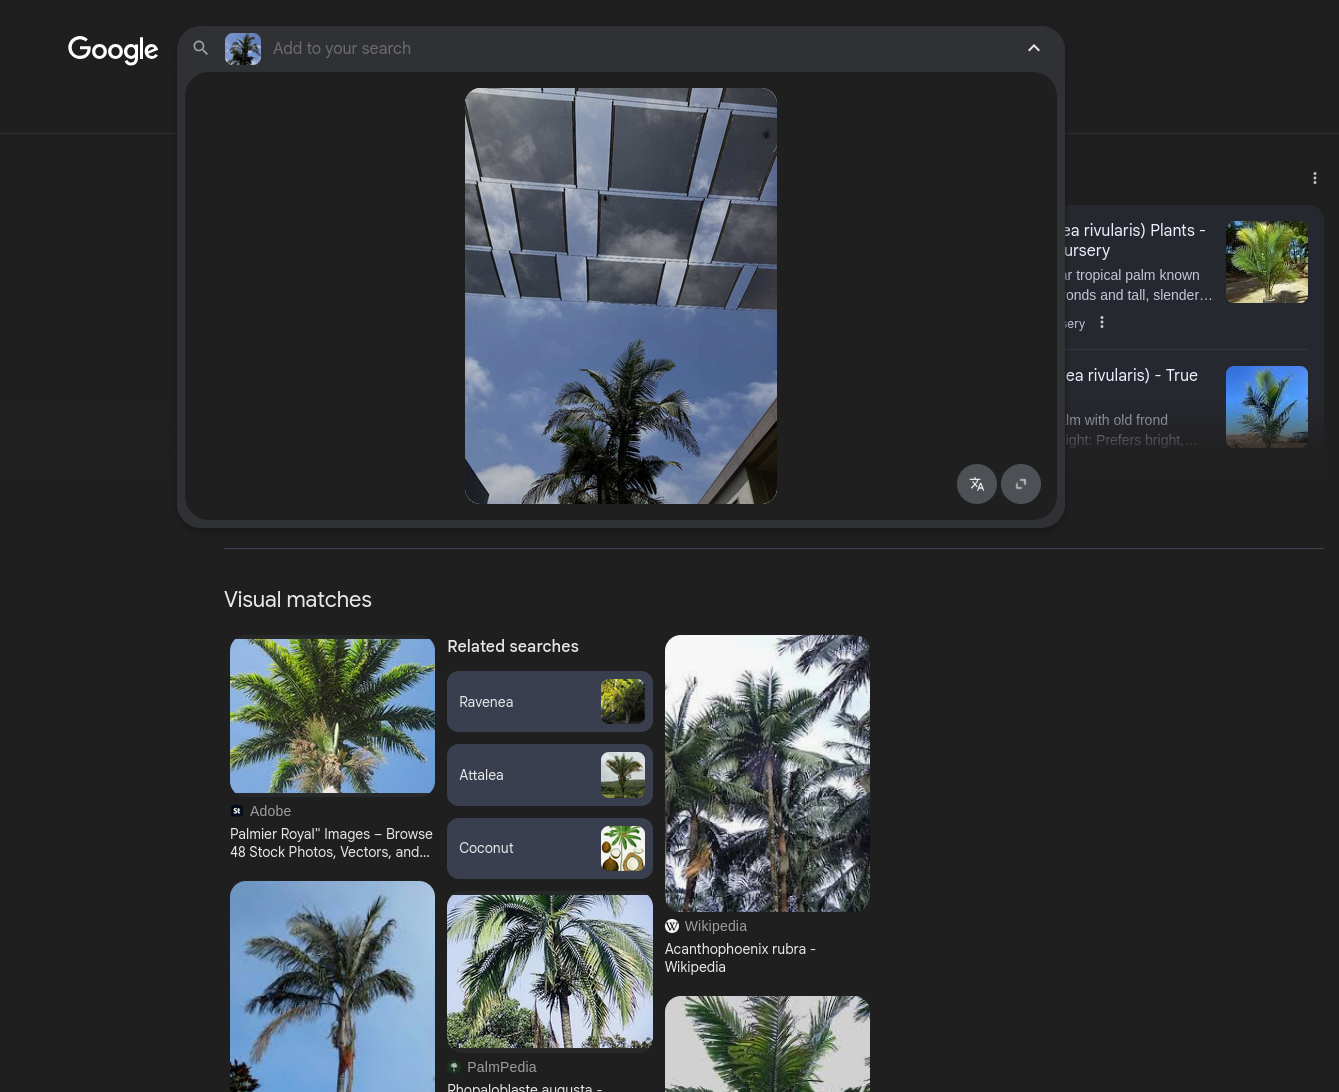 Google
Add to your search
ea rivularis) Plants -
ursery
ar tropical palm known
onds and tall, slender…
sery
ea rivularis) - True
lm with old frond
ight: Prefers bright,…
Visual matches
Related searches
Ravenea
Attalea
Coconut
St Adobe
Palmier Royal" Images – Browse
48 Stock Photos, Vectors, and...
W Wikipedia
Acanthophoenix rubra -
Wikipedia
PalmPedia
Rhopaloblaste augusta -